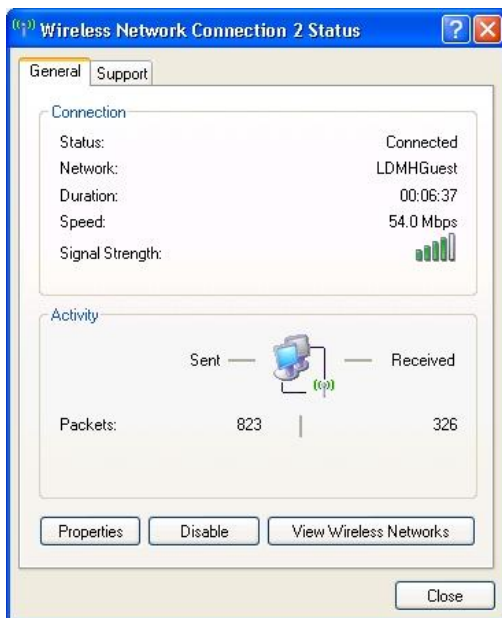 Wireless Network Connection 2 Status
General Support
Connection
Status: Connected
Network: LDMHGuest
Duration: 00:06:37
Speed: 54.0 Mbps
Signal Strength:
Activity
Sent Received
Packets: 823 326
Properties Disable View Wireless Networks
Close